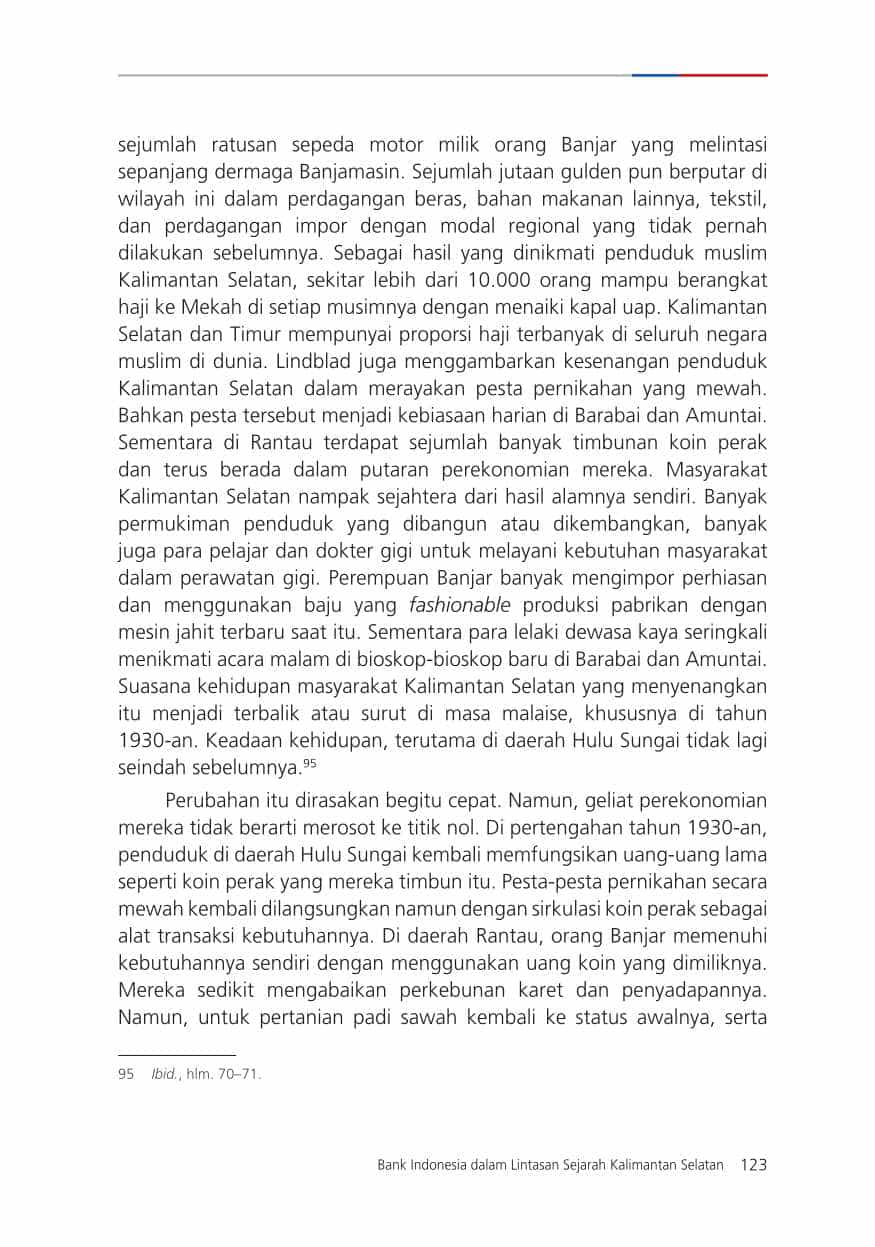 sejumlah ratusan sepeda motor milik orang Banjar yang melintasi
sepanjang dermaga Banjamasin. Sejumlah jutaan gulden pun berputar di
wilayah ini dalam perdagangan beras, bahan makanan lainnya, tekstil,
dan perdagangan impor dengan modal regional yang tidak pernah
dilakukan sebelumnya. Sebagai hasil yang dinikmati penduduk muslim
Kalimantan Selatan, sekitar lebih dari 10.000 orang mampu berangkat
haji ke Mekah di setiap musimnya dengan menaiki kapal uap. Kalimantan
Selatan dan Timur mempunyai proporsi haji terbanyak di seluruh negara
muslim di dunia. Lindblad juga menggambarkan kesenangan penduduk
Kalimantan Selatan dalam merayakan pesta pernikahan yang mewah.
Bahkan pesta tersebut menjadi kebiasaan harian di Barabai dan Amuntai.
Sementara di Rantau terdapat sejumlah banyak timbunan koin perak
dan terus berada dalam putaran perekonomian mereka. Masyarakat
Kalimantan Selatan nampak sejahtera dari hasil alamnya sendiri. Banyak
permukiman penduduk yang dibangun atau dikembangkan, banyak
juga para pelajar dan dokter gigi untuk melayani kebutuhan masyarakat
dalam perawatan gigi. Perempuan Banjar banyak mengimpor perhiasan
dan menggunakan baju yang fashionable produksi pabrikan dengan
mesin jahit terbaru saat itu. Sementara para lelaki dewasa kaya seringkali
menikmati acara malam di bioskop-bioskop baru di Barabai dan Amuntai.
Suasana kehidupan masyarakat Kalimantan Selatan yang menyenangkan
itu menjadi terbalik atau surut di masa malaise, khususnya di tahun
1930-an. Keadaan kehidupan, terutama di daerah Hulu Sungai tidak lagi
seindah sebelumnya.95
Perubahan itu dirasakan begitu cepat. Namun, geliat perekonomian
mereka tidak berarti merosot ke titik nol. Di pertengahan tahun 1930-an,
penduduk di daerah Hulu Sungai kembali memfungsikan uang-uang lama
seperti koin perak yang mereka timbun itu. Pesta-pesta pernikahan secara
mewah kembali dilangsungkan namun dengan sirkulasi koin perak sebagai
alat transaksi kebutuhannya. Di daerah Rantau, orang Banjar memenuhi
kebutuhannya sendiri dengan menggunakan uang koin yang dimiliknya.
Mereka sedikit mengabaikan perkebunan karet dan penyadapannya.
Namun, untuk pertanian padi sawah kembali ke status awalnya, serta
95 Ibid., hlm. 70–71.
Bank Indonesia dalam Lintasan Sejarah Kalimantan Selatan 123